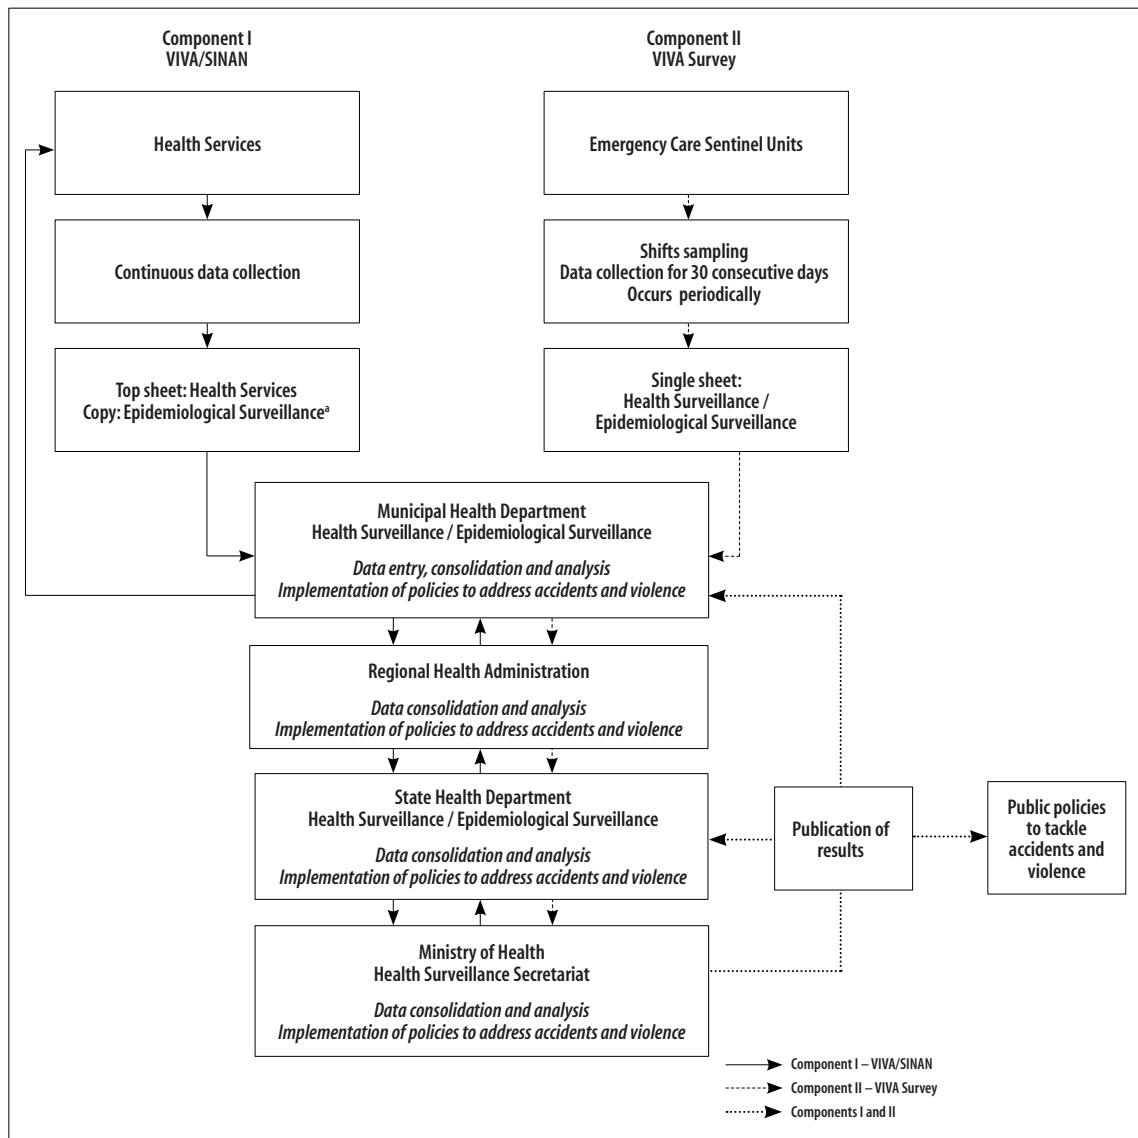 Component I
VIVA/SINAN
Component II
VIVA Survey
Health Services
Emergency Care Sentinel Units
Continuous data collection
Shifts sampling
Data collection for 30 consecutive days
Occurs periodically
Top sheet: Health Services
Copy: Epidemiological Surveillanceª
Single sheet:
Health Surveillance /
Epidemiological Surveillance
Municipal Health Department
Health Surveillance / Epidemiological Surveillance
Data entry, consolidation and analysis
Implementation of policies to address accidents and violence
Regional Health Administration
Data consolidation and analysis
Implementation of policies to address accidents and violence
State Health Department
Health Surveillance / Epidemiological Surveillance
Data consolidation and analysis
Implementation of policies to address accidents and violence
Publication of
results
Public policies
to tackle
accidents and
violence
Ministry of Health
Health Surveillance Secretariat
Data consolidation and analysis
Implementation of policies to address accidents and violence
Component I – VIVA/SINAN
Component II – VIVA Survey
Components I and II